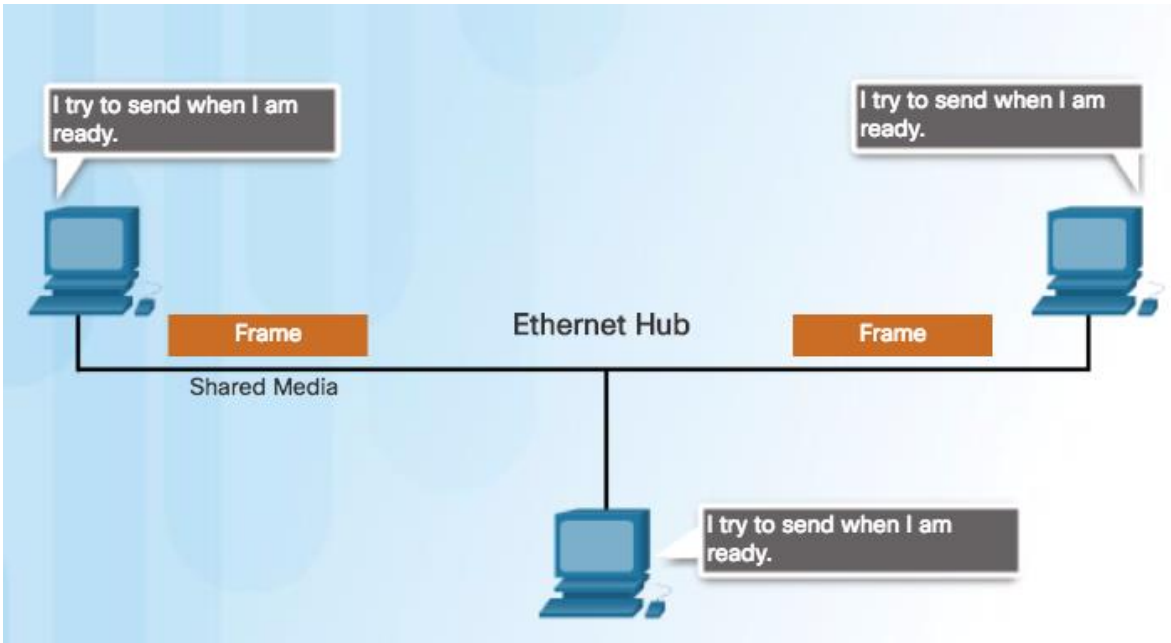 I try to send when I am
ready.
I try to send when I am
ready.
Frame
Ethernet Hub
Frame
Shared Media
I try to send when I am
ready.